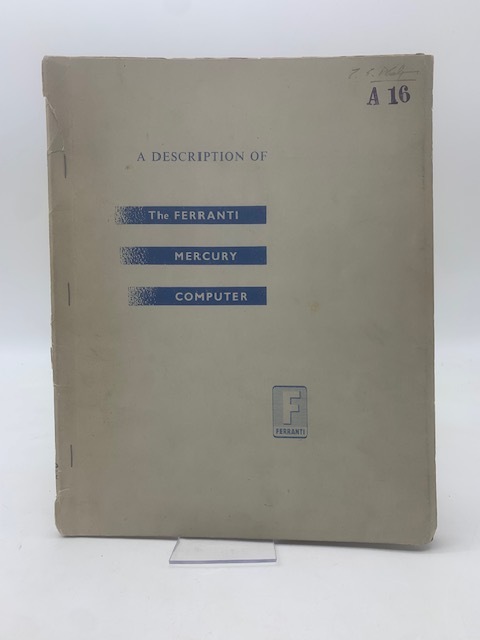 A 16
A DESCRIPTION OF
The FERRANTI
MERCURY
COMPUTER
F
FERRANTI